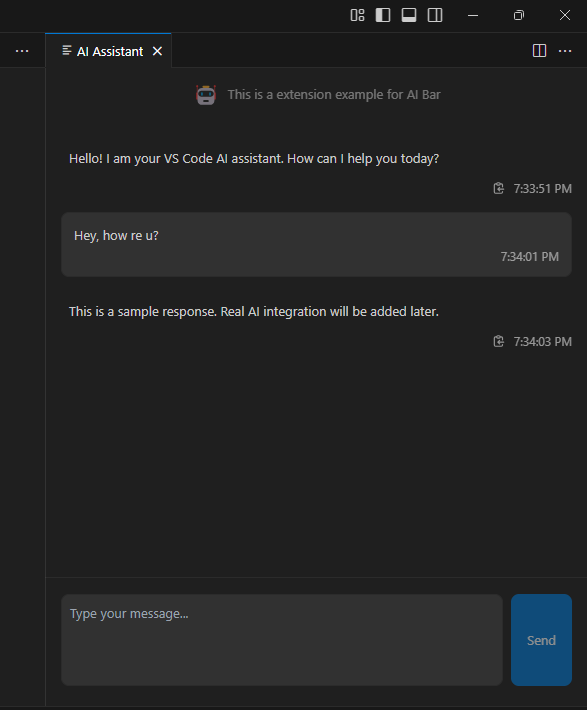 AI Assistant
This is a extension example for AI Bar
Hello! I am your VS Code AI assistant. How can I help you today?
7:33:51 PM
Hey, how re u?
7:34:01 PM
This is a sample response. Real AI integration will be added later.
7:34:03 PM
Type your message...
Send